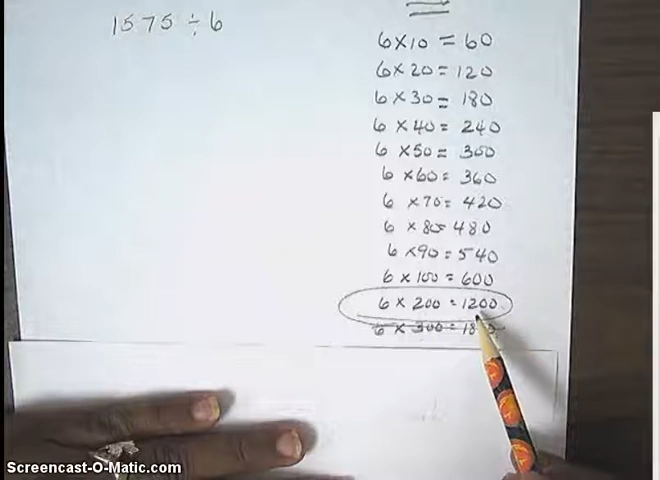 1575 ÷ 6
6 × 10 = 60
6 × 20 = 120
6 × 30 = 180
6 × 40 = 240
6 × 50 = 300
6 × 60 = 360
6 × 70 = 420
6 × 80 = 480
6 × 90 = 540
6 × 100 = 600
6 × 200 = 1200
6 × 300 =
Screencast-O-Matic.com